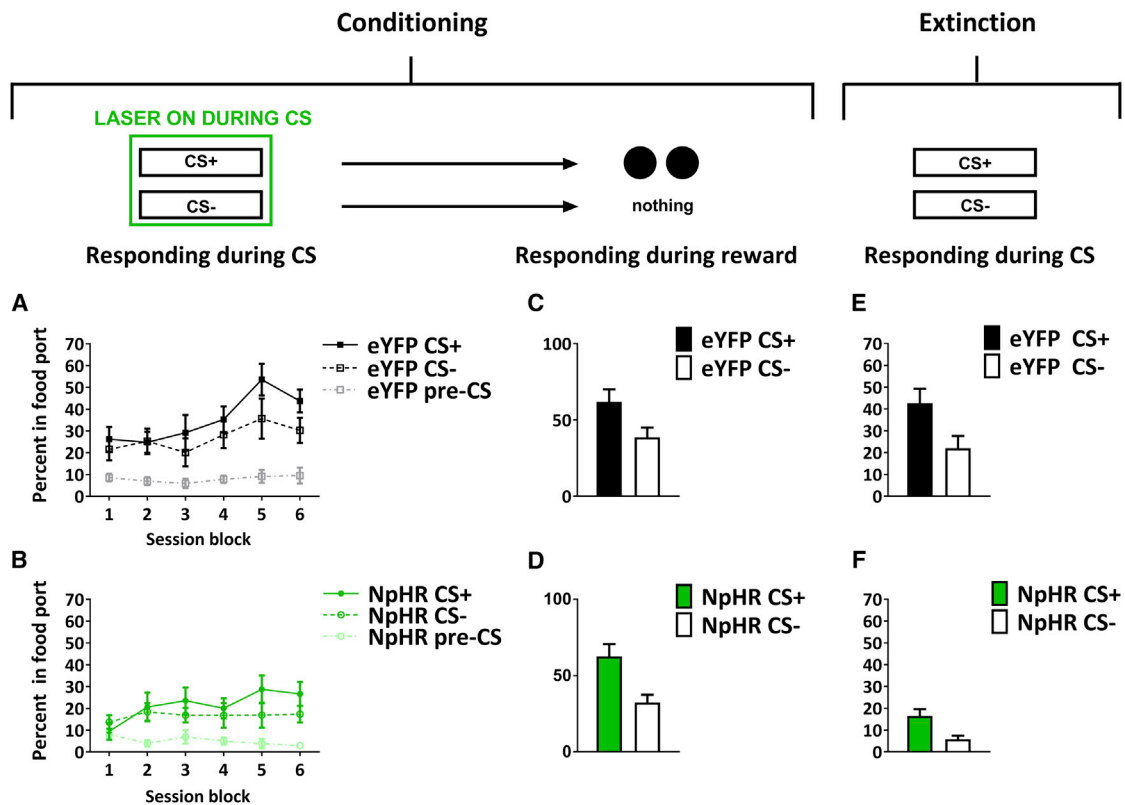 Conditioning
Extinction
LASER ON DURING CS
CS+
CS-
nothing
CS+
CS-
Responding during CS
Responding during reward
Responding during CS
A
Percent in food port
70
60
50
40
30
20
10
0
1 2 3 4 5 6
Session block
eYFP CS+
eYFP CS-
eYFP pre-CS
C
100
50
0
eYFP CS+
eYFP CS-
E
70
60
50
40
30
20
10
0
eYFP CS+
eYFP CS-
B
Percent in food port
70
60
50
40
30
20
10
0
1 2 3 4 5 6
Session block
NpHR CS+
NpHR CS-
NpHR pre-CS
D
100
50
0
NpHR CS+
NpHR CS-
F
70
60
50
40
30
20
10
0
NpHR CS+
NpHR CS-